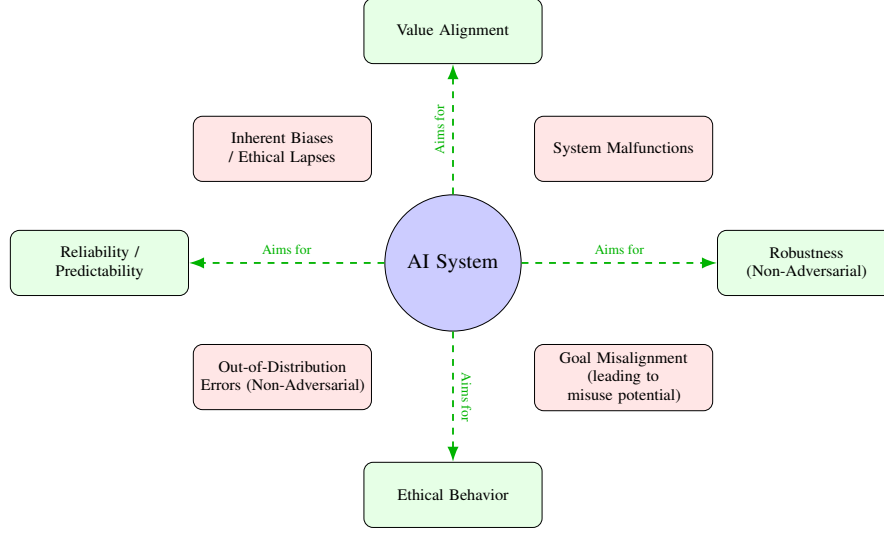 Value Alignment
Aims for
Inherent Biases
/ Ethical Lapses
System Malfunctions
Reliability /
Predictability
Aims for
AI System
Aims for
Robustness
(Non-Adversarial)
Out-of-Distribution
Errors (Non-Adversarial)
Goal Misalignment
(leading to
misuse potential)
Aims for
Ethical Behavior